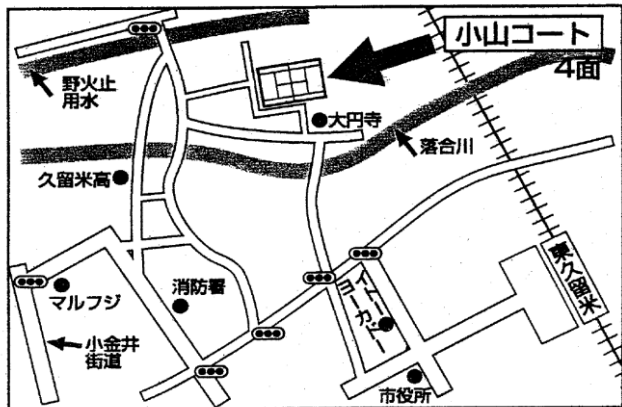 小山コート
4面
野火止
用水
大円寺
落合川
久留米高
マルフジ
消防署
イトー
ヨーカドー
東久留米
小金井
街道
市役所